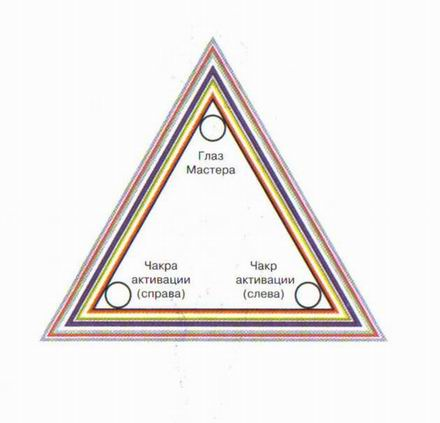 Глаз
Мастера
Чакра
активации
(справа)
Чакр
активации
(слева)